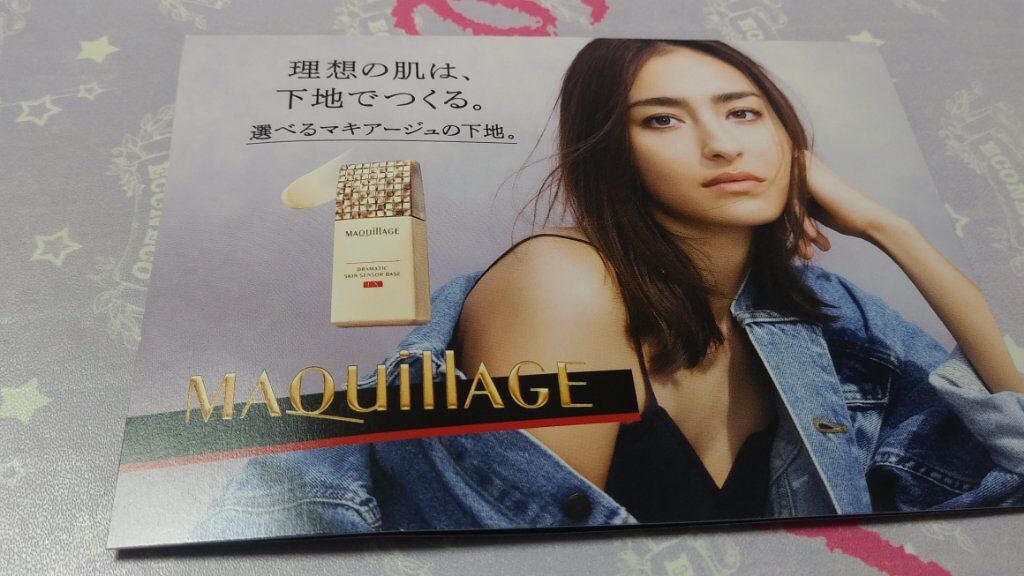 理想の肌は、
下地でつくる。
選べるマキアージュの下地。
MAQuillAGE
DRAMATIC
SKIN SENSOR BASE
EX
MAQuillAGE